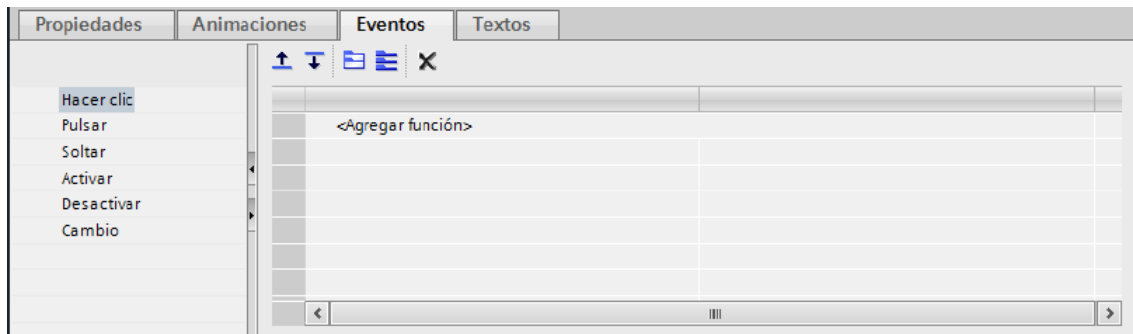 Propiedades Animaciones Eventos Textos
Hacer clic
Pulsar
<Agregar función>
Soltar
Activar
Desactivar
Cambio